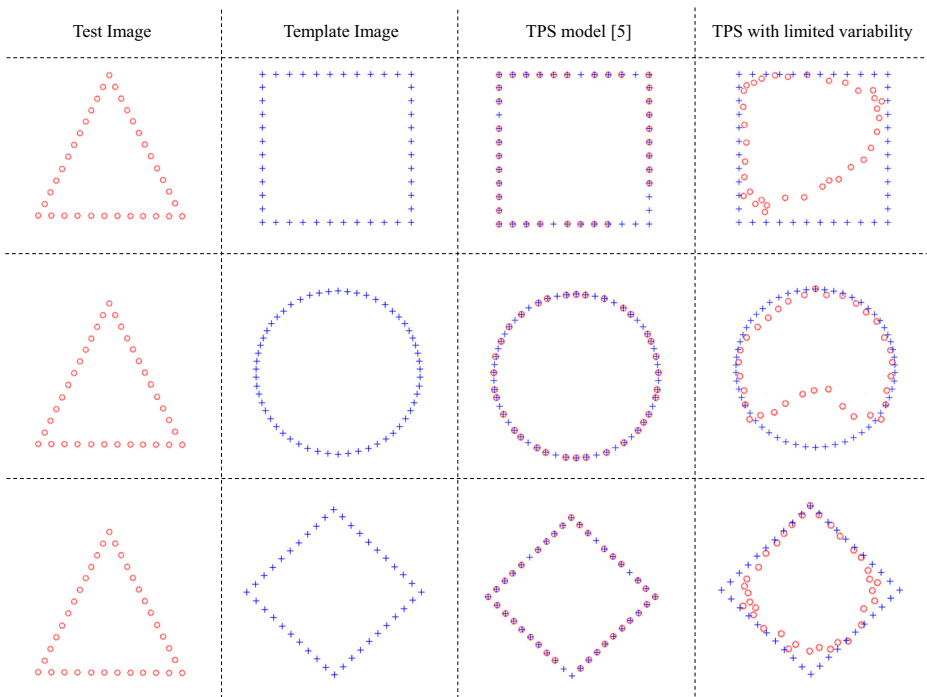 Test Image
Template Image
TPS model [5]
TPS with limited variability